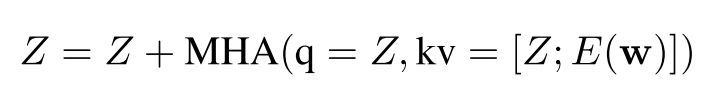 Z = Z + MHA(q = Z, kv = [Z; E(w)])